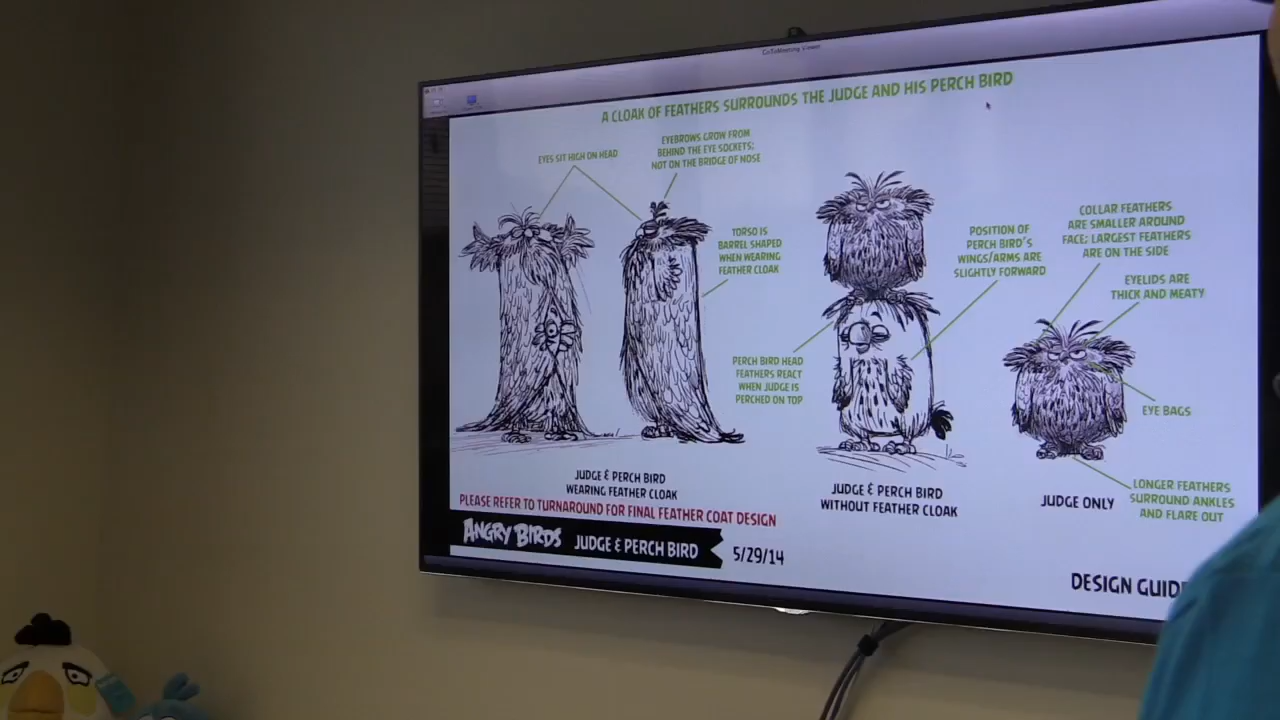 GoToMeeting Viewer
A CLOAK OF FEATHERS SURROUNDS THE JUDGE AND HIS PERCH BIRD
EYES SIT HIGH ON HEAD
EYEBROWS GROW FROM
BEHIND THE EYE SOCKETS;
NOT ON THE BRIDGE OF NOSE
TORSO IS
BARREL SHAPED
WHEN WEARING
FEATHER CLOAK
POSITION OF
PERCH BIRD'S
WINGS/ARMS ARE
SLIGHTLY FORWARD
COLLAR FEATHERS
ARE SMALLER AROUND
FACE; LARGEST FEATHERS
ARE ON THE SIDE
EYELIDS ARE
THICK AND MEATY
PERCH BIRD HEAD
FEATHERS REACT
WHEN JUDGE IS
PERCHED ON TOP
EYE BAGS
LONGER FEATHERS
SURROUND ANKLES
AND FLARE OUT
JUDGE & PERCH BIRD
WEARING FEATHER CLOAK
JUDGE & PERCH BIRD
WITHOUT FEATHER CLOAK
JUDGE ONLY
PLEASE REFER TO TURNAROUND FOR FINAL FEATHER COAT DESIGN
ANGRY BIRDS JUDGE & PERCH BIRD 5/29/14
DESIGN GUIDE